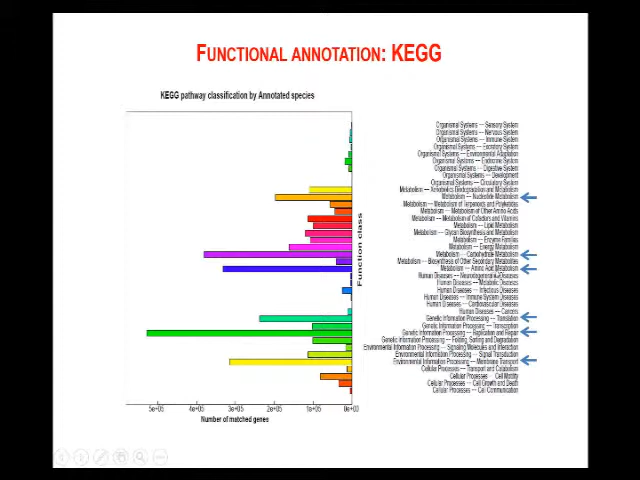 FUNCTIONAL ANNOTATION: KEGG
KEGG pathway classification by Annotated species
Organismal Systems --- Sensory System
Organismal Systems --- Nervous System
Organismal Systems --- Immune System
Organismal Systems --- Excretory System
Organismal Systems --- Environmental Adaptation
Organismal Systems --- Endocrine System
Organismal Systems --- Digestive System
Organismal Systems --- Development
Organismal Systems --- Circulatory System
Metabolism --- Xenobiotics Biodegradation and Metabolism
Metabolism --- Nucleotide Metabolism
Metabolism --- Metabolism of Terpenoids and Polyketides
Metabolism --- Metabolism of Other Amino Acids
Metabolism --- Metabolism of Cofactors and Vitamins
Metabolism --- Lipid Metabolism
Metabolism --- Glycan Biosynthesis and Metabolism
Metabolism --- Enzyme Families
Metabolism --- Energy Metabolism
Metabolism --- Carbohydrate Metabolism
Metabolism --- Biosynthesis of Other Secondary Metabolites
Metabolism --- Amino Acid Metabolism
Human Diseases --- Neurodegenerative Diseases
Human Diseases --- Metabolic Diseases
Human Diseases --- Infectious Diseases
Human Diseases --- Immune System Diseases
Human Diseases --- Cardiovascular Diseases
Human Diseases --- Cancers
Genetic Information Processing --- Translation
Genetic Information Processing --- Transcription
Genetic Information Processing --- Replication and Repair
Genetic Information Processing --- Folding, Sorting and Degradation
Environmental Information Processing --- Signaling Molecules and Interaction
Environmental Information Processing --- Signal Transduction
Environmental Information Processing --- Membrane Transport
Cellular Processes --- Transport and Catabolism
Cellular Processes --- Cell Motility
Cellular Processes --- Cell Growth and Death
Cellular Processes --- Cell Communication
Function class
5e+05 4e+05 3e+05 2e+05 1e+05 0e+00
Number of matched genes